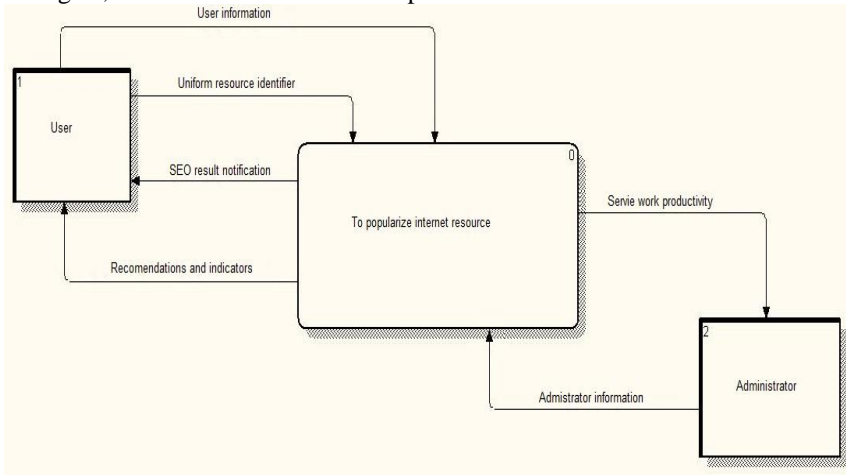 User information
1
Uniform resource identifier
User
0
SEO result notification
Servie work productivity
To popularize internet resource
Recomendations and indicators
2
Administrator
Admistrator information